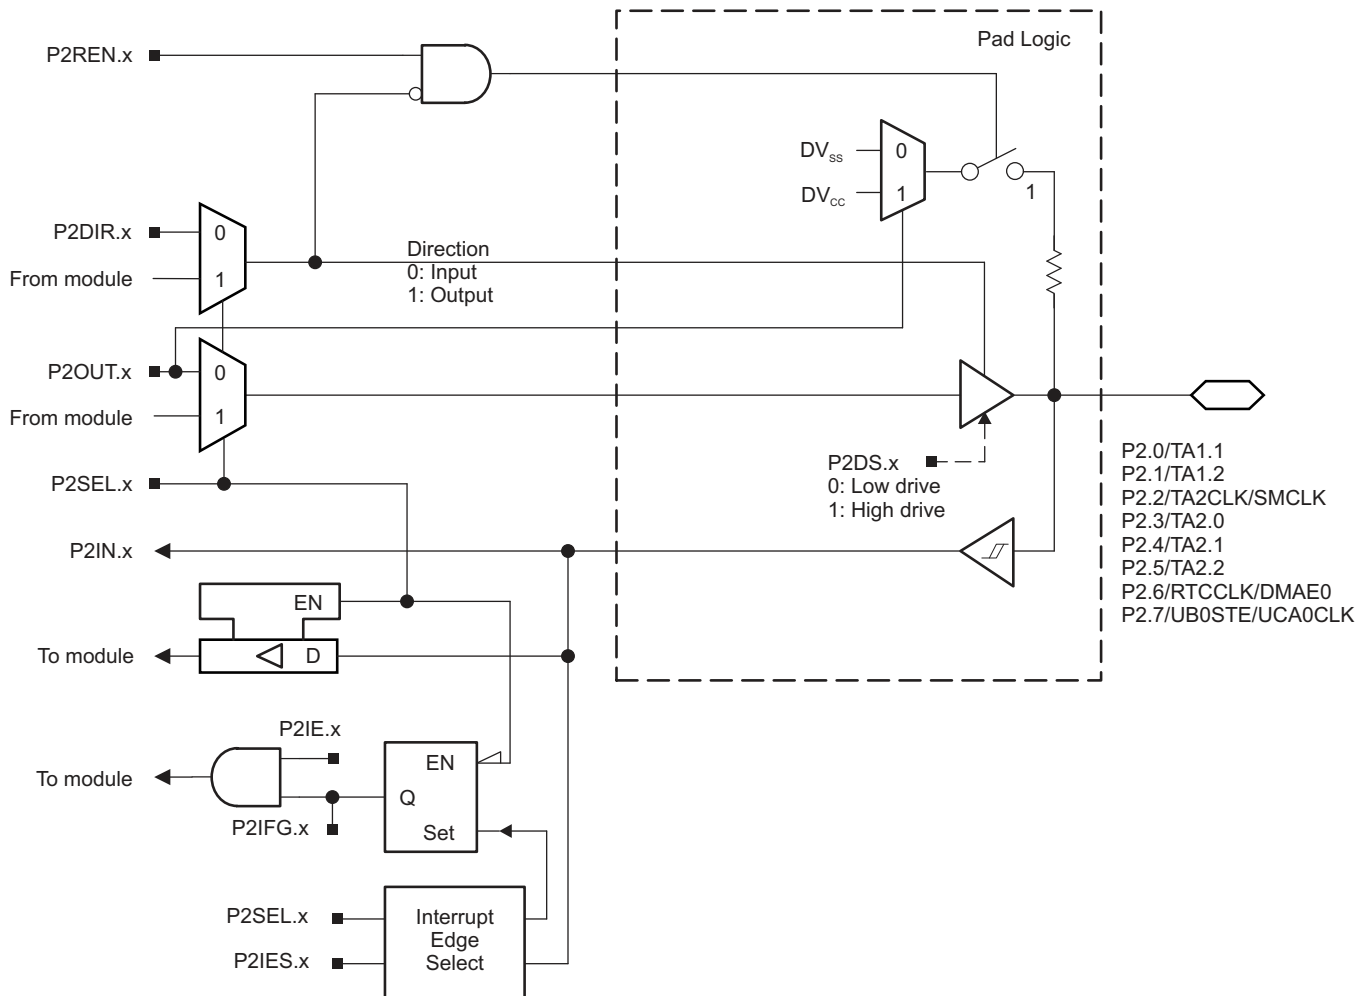 P2REN.x
Pad Logic
DVss
0
DVcc
1
1
P2DIR.x
0
From module
1
Direction
0: Input
1: Output
P2OUT.x
0
From module
1
P2SEL.x
P2DS.x
0: Low drive
1: High drive
P2.0/TA1.1
P2.1/TA1.2
P2.2/TA2CLK/SMCLK
P2.3/TA2.0
P2.4/TA2.1
P2.5/TA2.2
P2.6/RTCCLK/DMAE0
P2.7/UB0STE/UCA0CLK
P2IN.x
EN
To module
D
P2IE.x
EN
To module
Q
P2IFG.x
Set
P2SEL.x
P2IES.x
Interrupt
Edge
Select